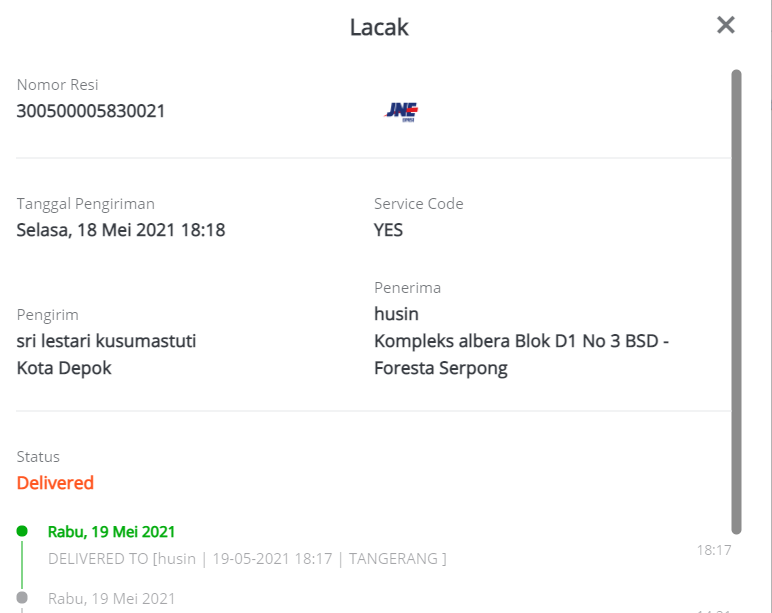 Lacak
Nomor Resi
300500005830021
JNE
Tanggal Pengiriman
Selasa, 18 Mei 2021 18:18
Service Code
YES
Pengirim
sri lestari kusumastuti
Kota Depok
Penerima
husin
Kompleks albera Blok D1 No 3 BSD -
Foresta Serpong
Status
Delivered
Rabu, 19 Mei 2021
DELIVERED TO [husin | 19-05-2021 18:17 | TANGERANG ]
18:17
Rabu, 19 Mei 2021